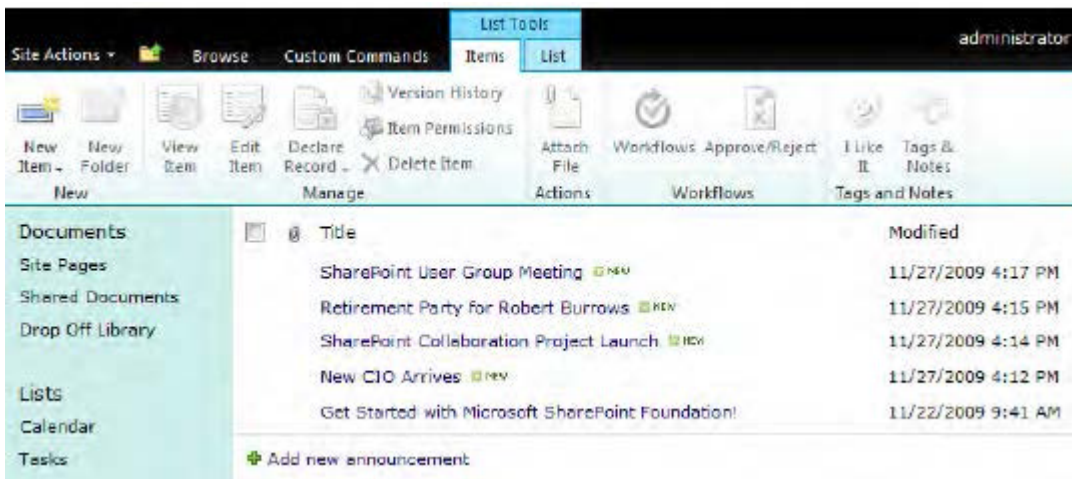 List Tools
administrator
Site Actions Browse Custom Commands Items List
Version History
Item Permissions
Delete Item
New Item New Folder View Item Edit Item Declare Record Attach File Workflows Approve/Reject I Like It Tags & Notes
New Manage Actions Workflows Tags and Notes
Documents
Site Pages
Shared Documents
Drop Off Library
Lists
Calendar
Tasks
Title Modified
SharePoint User Group Meeting NEW 11/27/2009 4:17 PM
Retirement Party for Robert Burrows NEW 11/27/2009 4:15 PM
SharePoint Collaboration Project Launch NEW 11/27/2009 4:14 PM
New CIO Arrives NEW 11/27/2009 4:12 PM
Get Started with Microsoft SharePoint Foundation! 11/22/2009 9:41 AM
Add new announcement